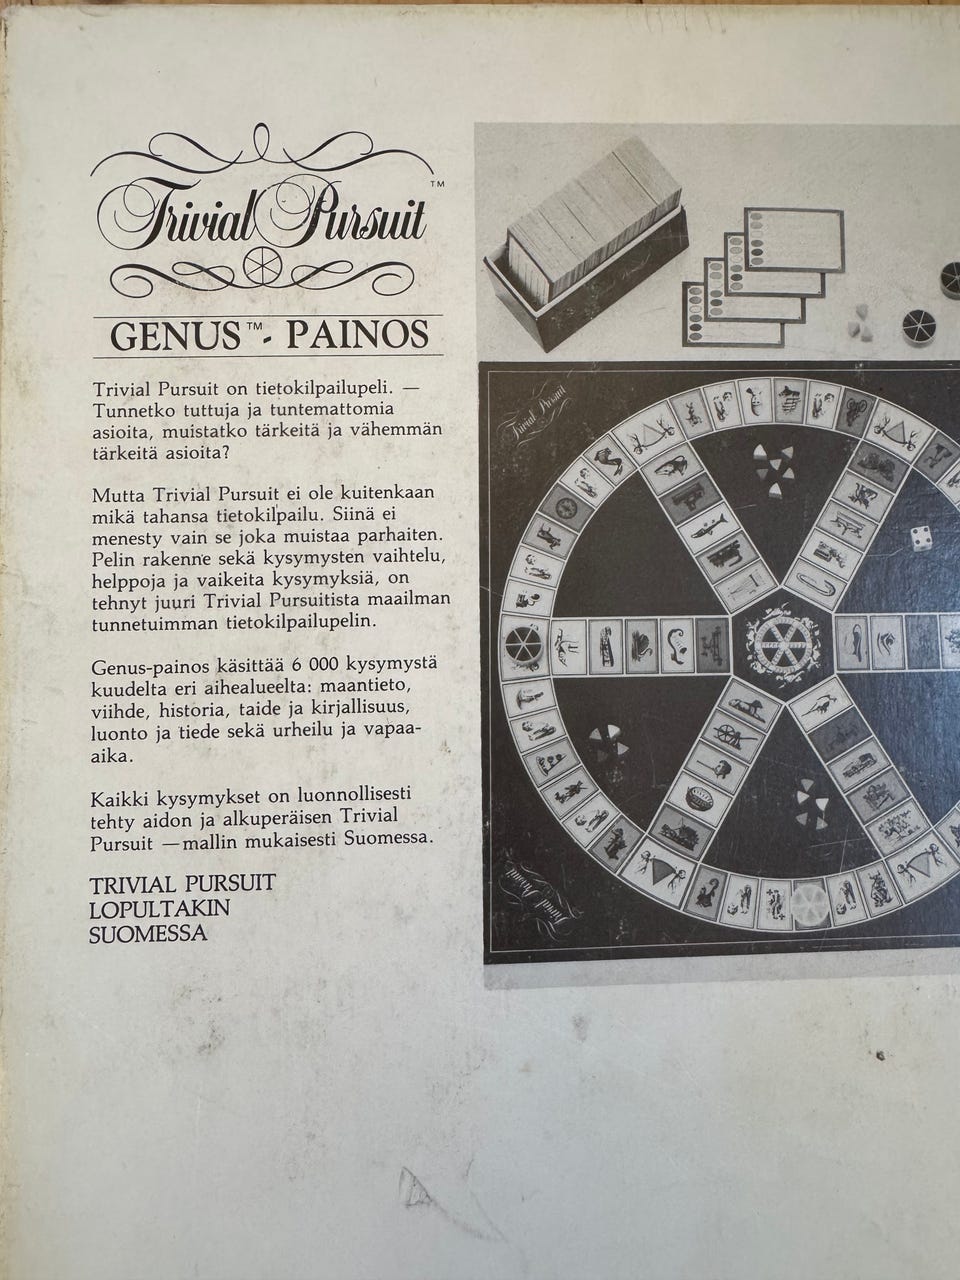 Trivial Pursuit™
GENUS™ - PAINOS
Trivial Pursuit on tietokilpailupeli. —
Tunnetko tuttuja ja tuntemattomia
asioita, muistatko tärkeitä ja vähemmän
tärkeitä asioita?
Mutta Trivial Pursuit ei ole kuitenkaan
mikä tahansa tietokilpailu. Siinä ei
menesty vain se joka muistaa parhaiten.
Pelin rakenne sekä kysymysten vaihtelu,
helppoja ja vaikeita kysymyksiä, on
tehnyt juuri Trivial Pursuitista maailman
tunnetuimman tietokilpailupelin.
Genus-painos käsittää 6 000 kysymystä
kuudelta eri aihealueelta: maantieto,
viihde, historia, taide ja kirjallisuus,
luonto ja tiede sekä urheilu ja vapaa-
aika.
Kaikki kysymykset on luonnollisesti
tehty aidon ja alkuperäisen Trivial
Pursuit —mallin mukaisesti Suomessa.
TRIVIAL PURSUIT
LOPULTAKIN
SUOMESSA
Trivial Pursuit
Trivial Pursuit